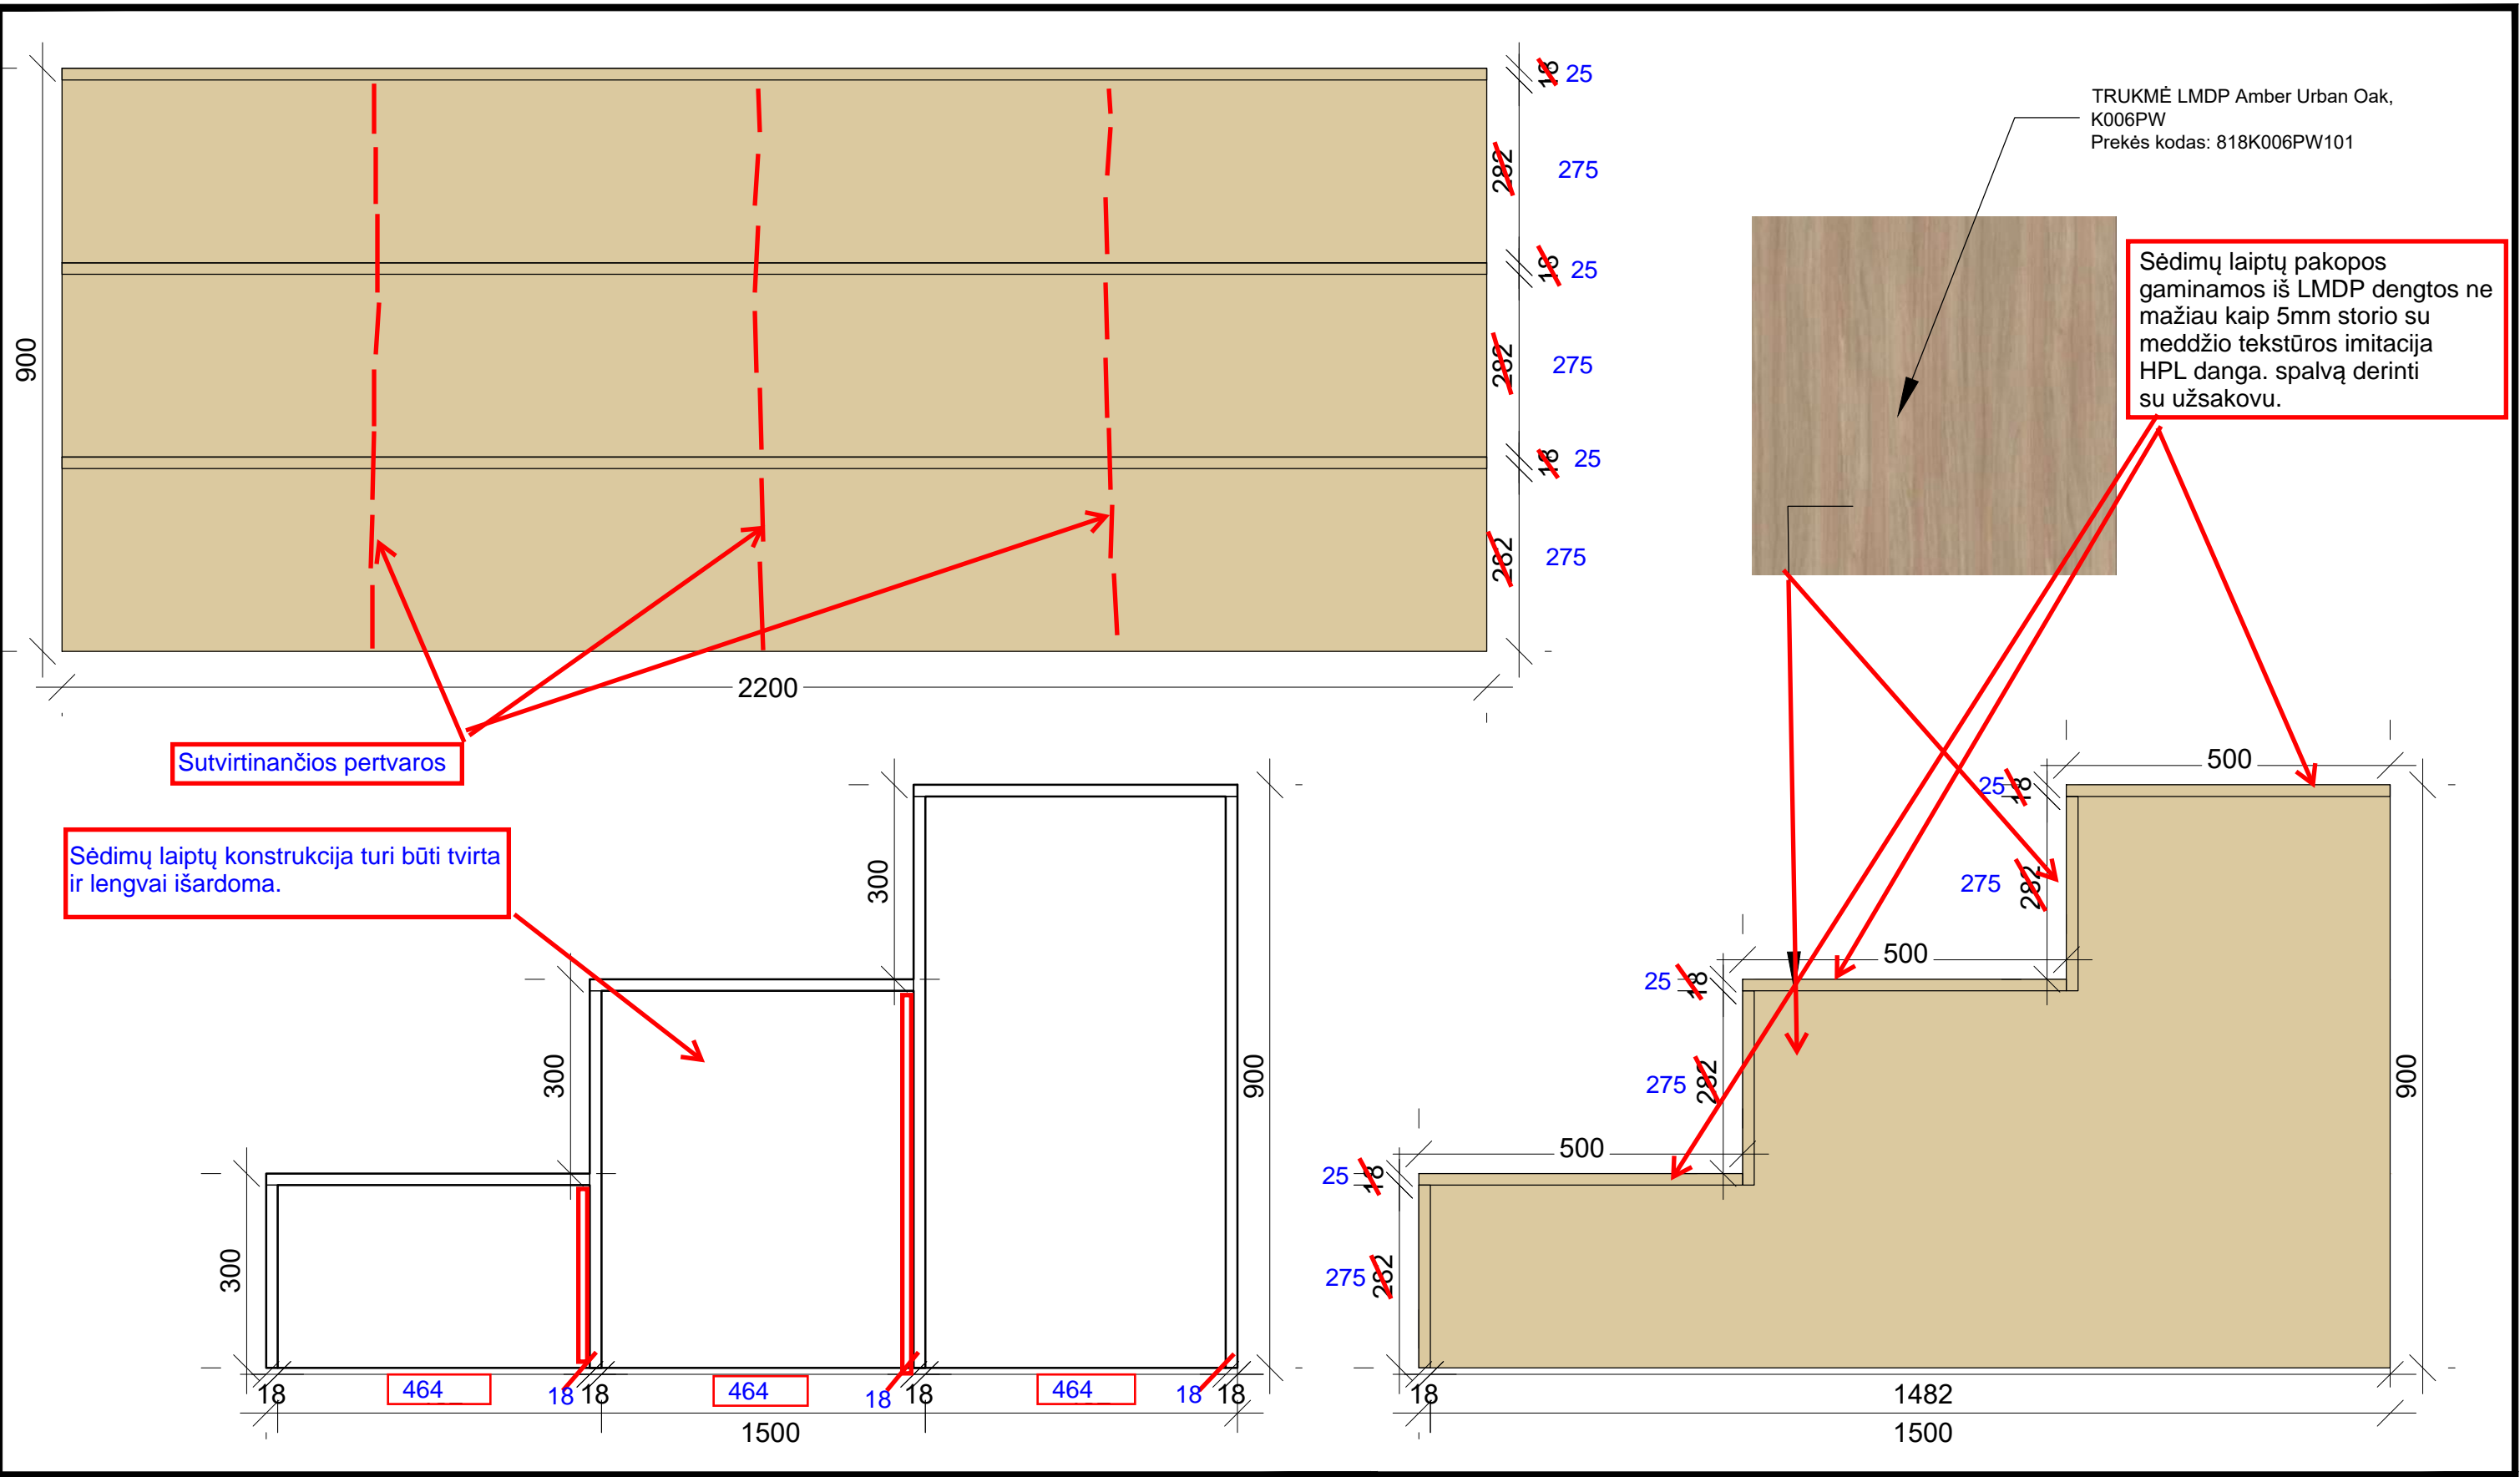 18 25
TRUKMĖ LMDP Amber Urban Oak,
K006PW
Prekės kodas: 818K006PW101
282 275
Sėdimų laiptų pakopos
gaminamos iš LMDP dengtos ne
mažiau kaip 5mm storio su
meddžio tekstūros imitacija
HPL danga. spalvą derinti
su užsakovu.
18 25
900
282 275
18 25
282 275
2200
Sutvirtinančios pertvaros
500
25 18
Sėdimų laiptų konstrukcija turi būti tvirta
ir lengvai išardoma.
300
275 282
500
25 18
300
900
275 282
900
500
25 18
300
275 282
18 464 18 18 464 18 18 464 18 18
1500
18 1482
1500